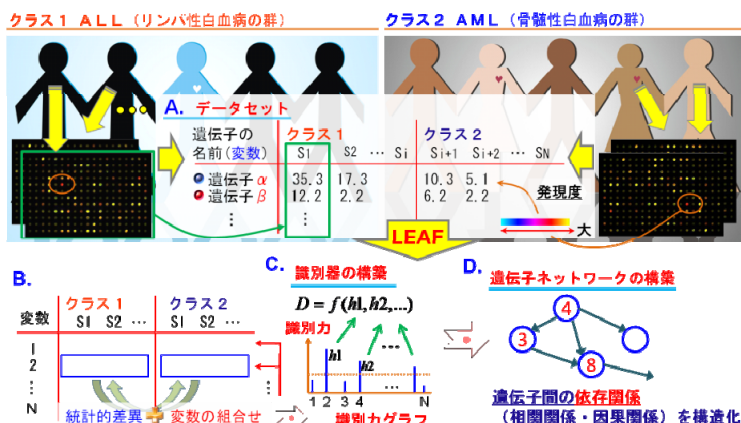 クラス1 ALL(リンパ性白血病の群)
クラス2 AML(骨髄性白血病の群)
A. データセット
遺伝子の名前(変数)
クラス1
クラス2
S1 S2 … Si Si+1 Si+2 … SN
遺伝子α 35.3 17.3 10.3 5.1
遺伝子β 12.2 2.2 6.2 2.2
⋮ ⋮
発現度
大
LEAF
B.
変数 クラス1 クラス2
S1 S2 … S1 S2 …
1
2
⋮
N
統計的差異 + 変数の組合せ
C. 識別器の構築
D = f(h1,h2,...)
識別力
h1
h2
…
1 2 3 4 … N
識別力グラフ
D. 遺伝子ネットワークの構築
4
3
8
遺伝子間の依存関係
(相関関係・因果関係)を構造化